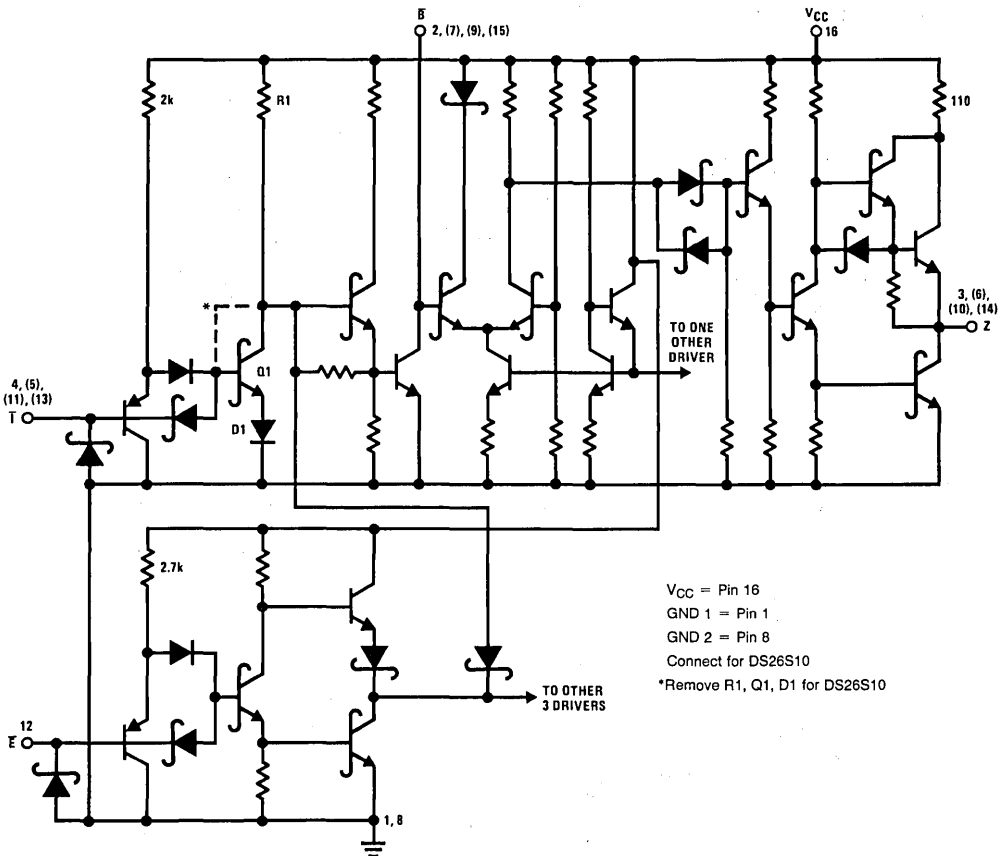 B̅
2, (7), (9), (15)
VCC
16
2k
R1
110
*
Q1
D1
4, (5),
(11), (13)
I̅
TO ONE
OTHER
DRIVER
3, (6),
(10), (14)
Z
2.7k
12
E̅
TO OTHER
3 DRIVERS
1, 8
VCC = Pin 16
GND 1 = Pin 1
GND 2 = Pin 8
Connect for DS26S10
*Remove R1, Q1, D1 for DS26S10